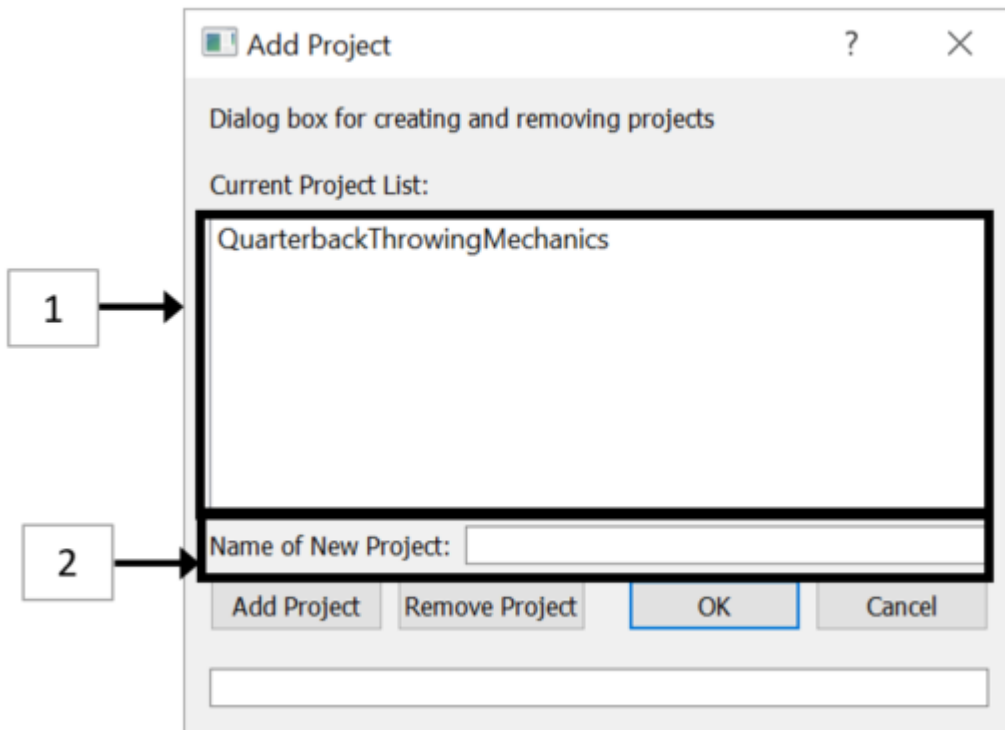 Add Project ?
Dialog box for creating and removing projects
Current Project List:
QuarterbackThrowingMechanics
1
2
Name of New Project:
Add Project Remove Project OK Cancel